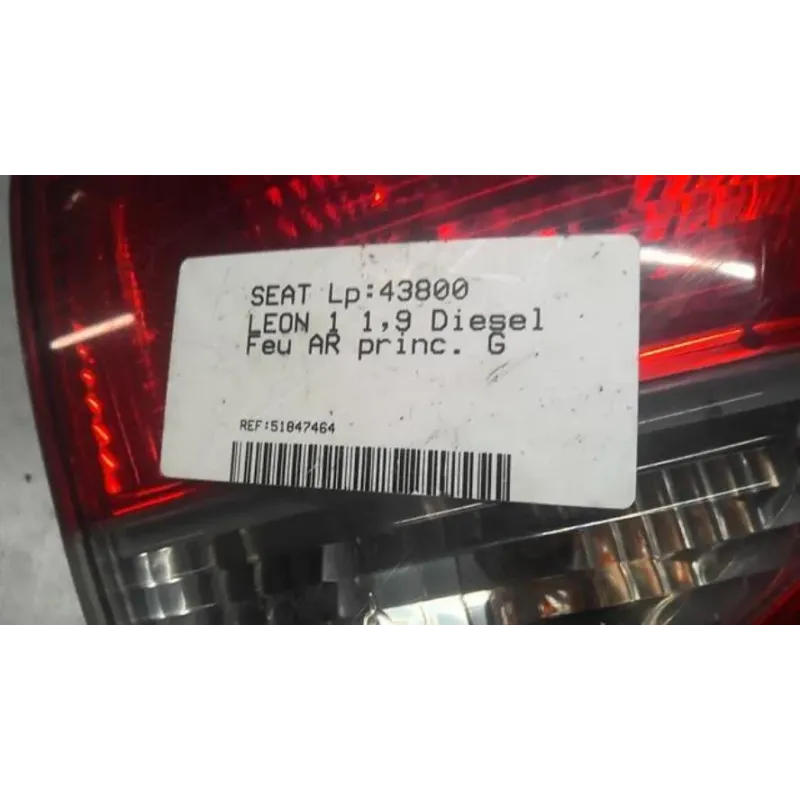 SEAT Lp:43800
LEON 1 1,9 Diesel
Feu AR princ. G
REF:51847464